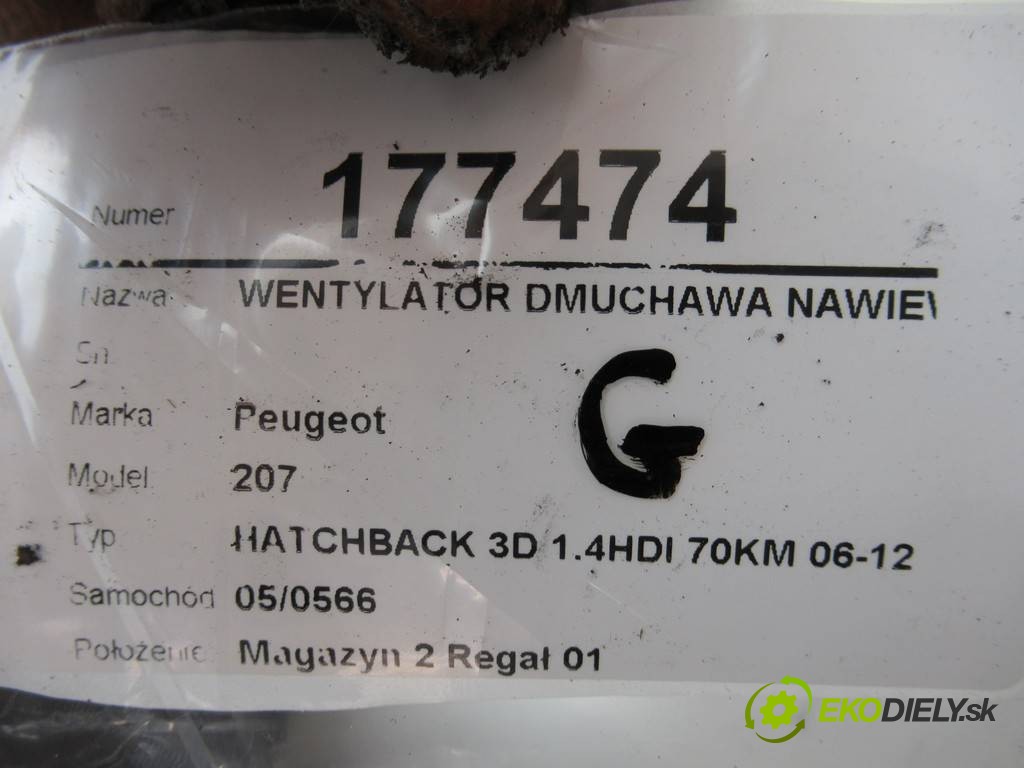 Numer 177474
Nazwa WENTYLATOR DMUCHAWA NAWIEW
Sn
G
Marka Peugeot
Model 207
Typ HATCHBACK 3D 1.4HDI 70KM 06-12
Samochód 05/0566
Położenie Magazyn 2 Regał 01
EKODIELY.sk